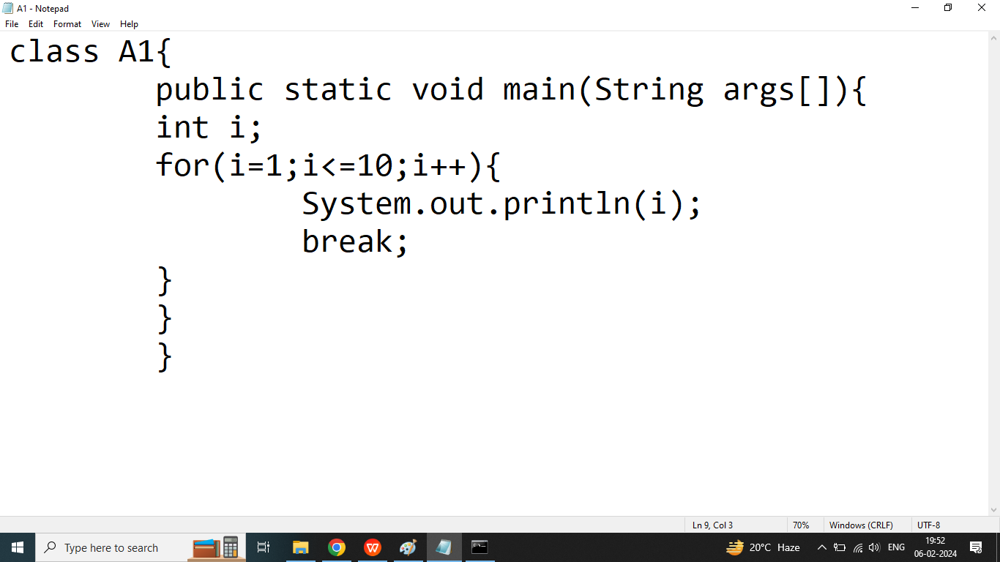 A1 - Notepad
File Edit Format View Help
class A1{
public static void main(String args[]){
int i;
for(i=1;i<=10;i++){
System.out.println(i);
break;
}
}
}
Ln 9, Col 3 70% Windows (CRLF) UTF-8
Type here to search
W
20°C Haze
ENG
19:52
06-02-2024